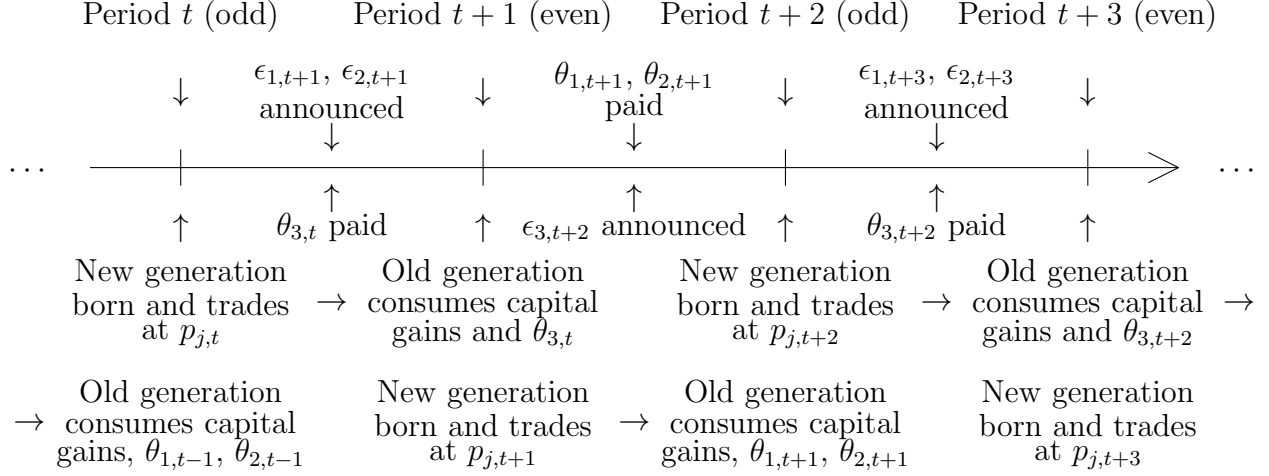 Period t (odd) Period t + 1 (even) Period t + 2 (odd) Period t + 3 (even)
↓ ϵ1,t+1, ϵ2,t+1 ↓ θ1,t+1, θ2,t+1 ↓ ϵ1,t+3, ϵ2,t+3 ↓
announced paid announced
↓ ↓ ↓
... ...
↑ ↑ ↑
↑ θ3,t paid ↑ ϵ3,t+2 announced ↑ θ3,t+2 paid ↑
New generation Old generation New generation Old generation
born and trades → consumes capital born and trades → consumes capital →
at pj,t gains and θ3,t at pj,t+2 gains and θ3,t+2
Old generation New generation Old generation New generation
→ consumes capital born and trades → consumes capital born and trades
gains, θ1,t−1, θ2,t−1 at pj,t+1 gains, θ1,t+1, θ2,t+1 at pj,t+3